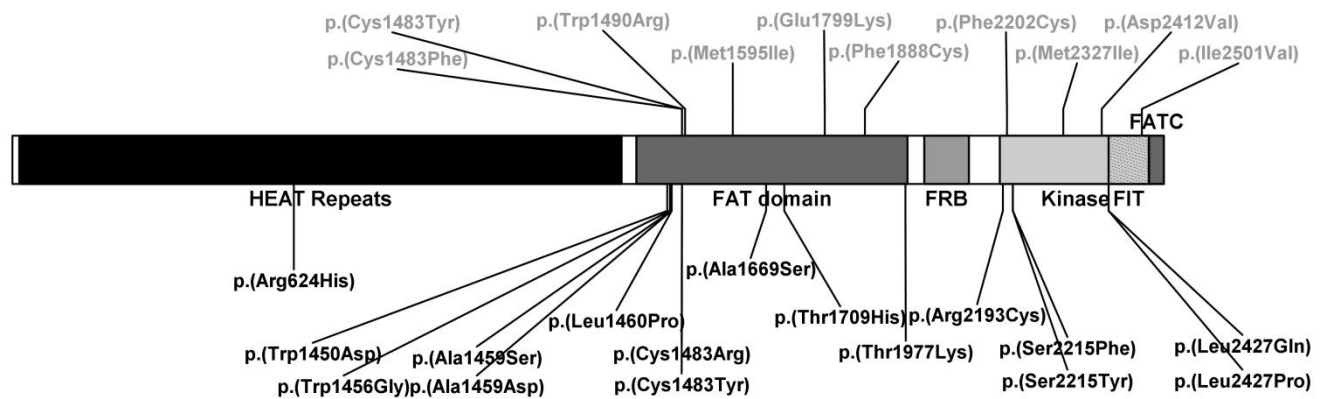 p.(Cys1483Tyr) p.(Trp1490Arg) p.(Glu1799Lys) p.(Phe2202Cys) p.(Asp2412Val)
p.(Cys1483Phe) p.(Met1595Ile) p.(Phe1888Cys) p.(Met2327Ile) p.(Ile2501Val)
FATC
HEAT Repeats FAT domain FRB Kinase FIT
p.(Arg624His) p.(Ala1669Ser)
p.(Leu1460Pro) p.(Thr1709His) p.(Arg2193Cys)
p.(Trp1450Asp) p.(Ala1459Ser) p.(Cys1483Arg) p.(Thr1977Lys) p.(Ser2215Phe) p.(Leu2427Gln)
p.(Trp1456Gly) p.(Ala1459Asp) p.(Cys1483Tyr) p.(Ser2215Tyr) p.(Leu2427Pro)